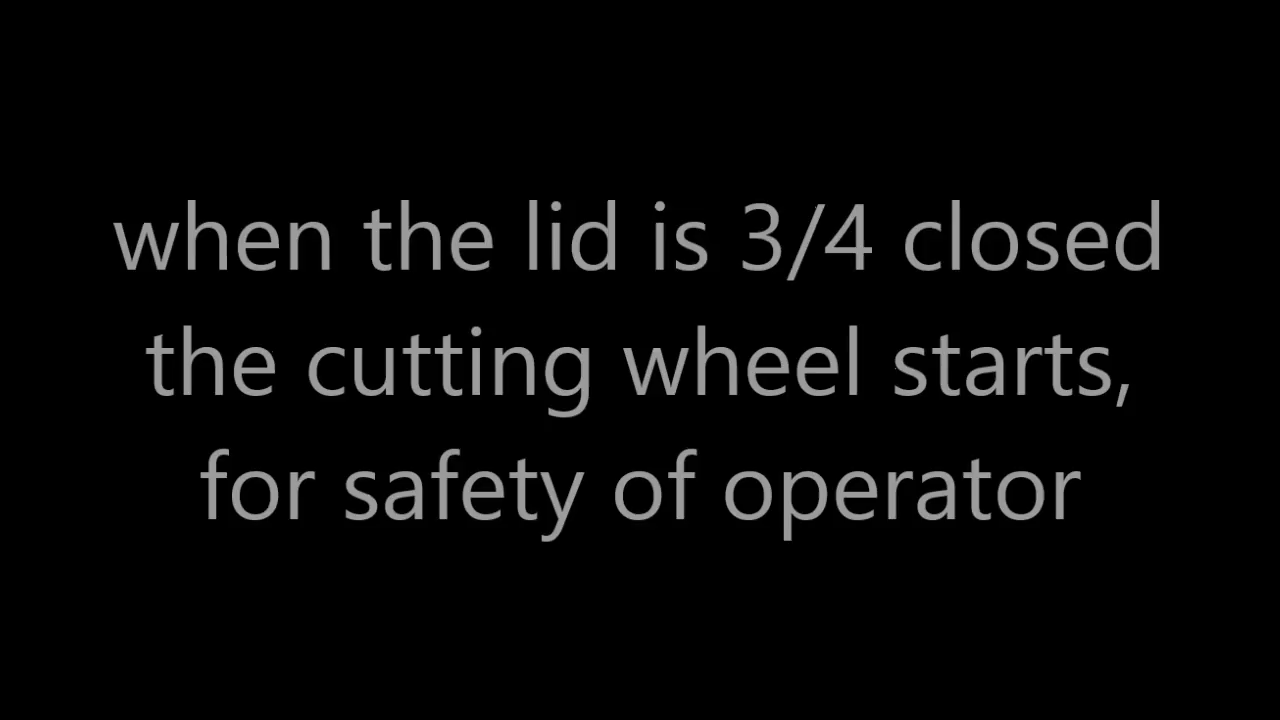 when the lid is 3/4 closed
the cutting wheel starts,
for safety of operator